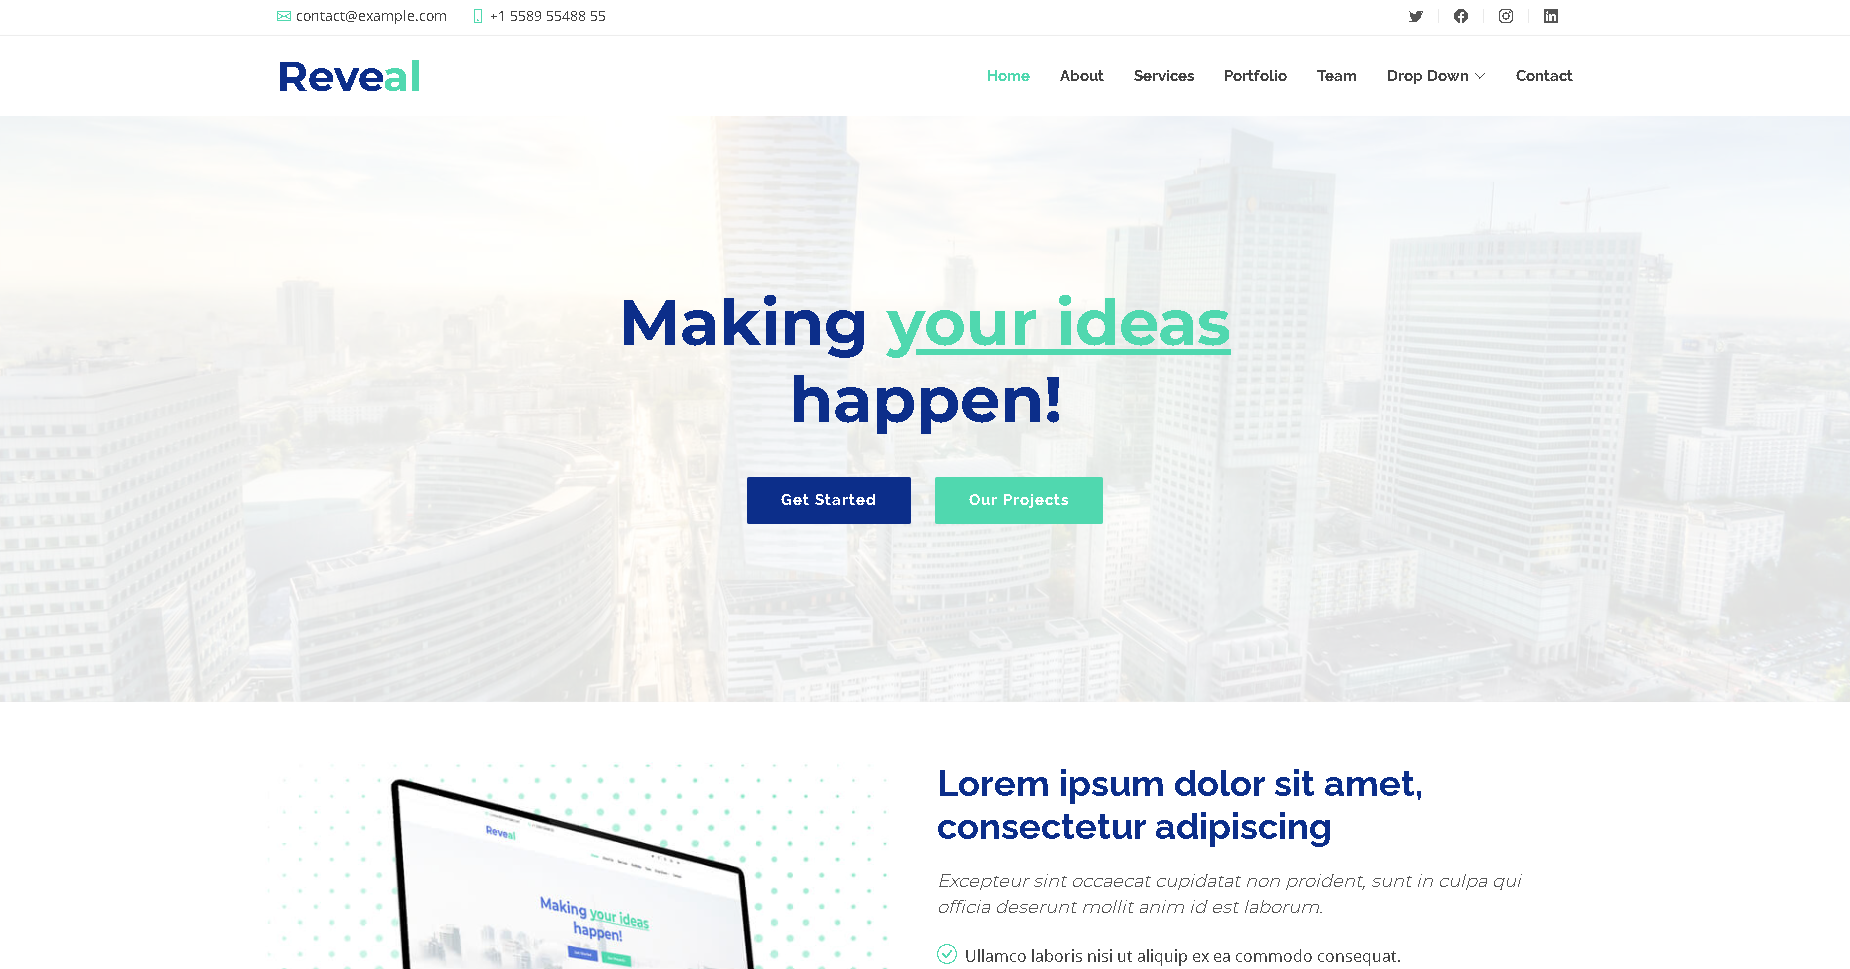 contact@example.com +1 5589 55488 55
Reveal
Home About Services Portfolio Team Drop Down Contact
Making your ideas
happen!
Get Started Our Projects
Lorem ipsum dolor sit amet,
consectetur adipiscing
Excepteur sint occaecat cupidatat non proident, sunt in culpa qui
officia deserunt mollit anim id est laborum.
Ullamco laboris nisi ut aliquip ex ea commodo consequat.
Reveal
Making your ideas
happen!